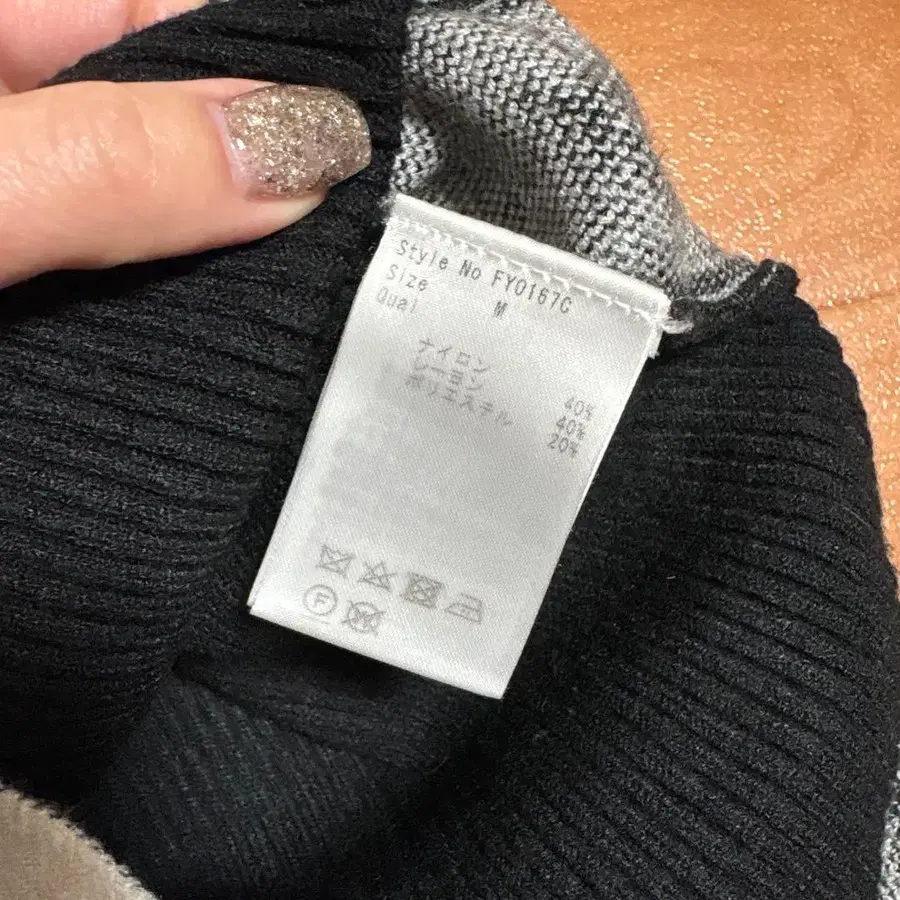 Style No FY0167C
Size M
Qual
ナイロン 40%
レーヨン 40%
ポリエステル 20%
F